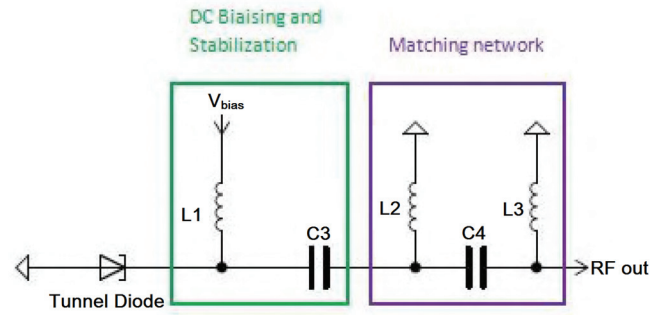 DC Biaising and
Stabilization
Matching network
Vbias
L1
C3
L2
C4
L3
RF out
Tunnel Diode